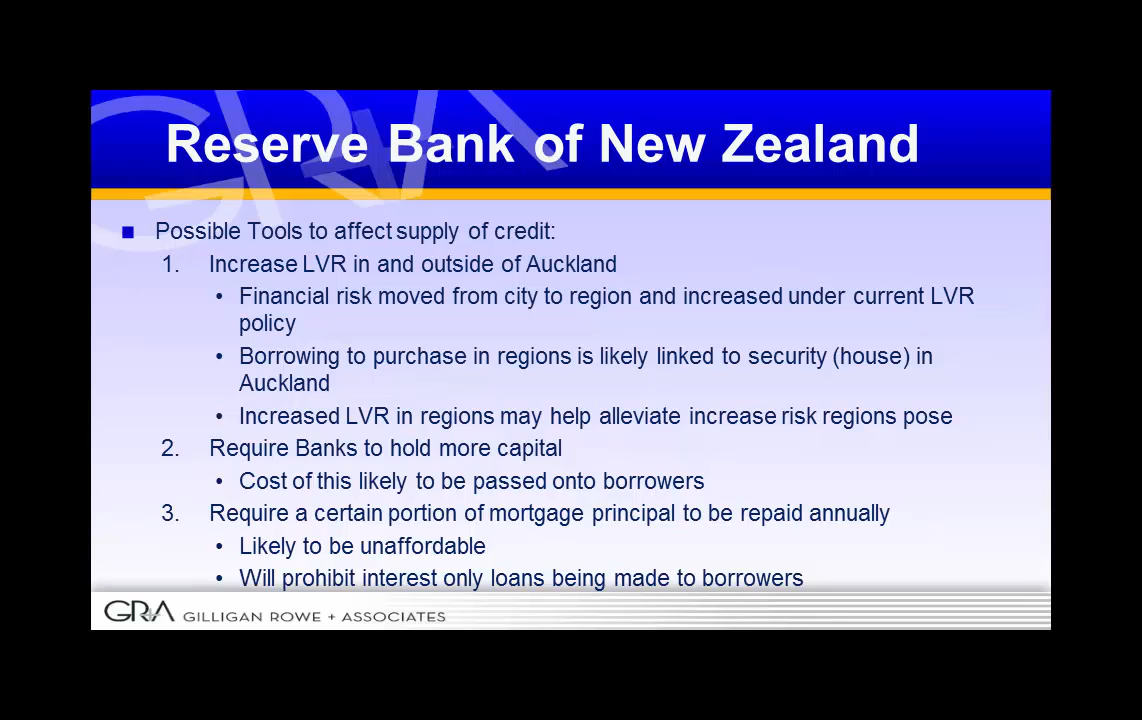 Reserve Bank of New Zealand
■ Possible Tools to affect supply of credit:
1. Increase LVR in and outside of Auckland
• Financial risk moved from city to region and increased under current LVR
policy
• Borrowing to purchase in regions is likely linked to security (house) in
Auckland
• Increased LVR in regions may help alleviate increase risk regions pose
2. Require Banks to hold more capital
• Cost of this likely to be passed onto borrowers
3. Require a certain portion of mortgage principal to be repaid annually
• Likely to be unaffordable
• Will prohibit interest only loans being made to borrowers
GRA GILLIGAN ROWE + ASSOCIATES